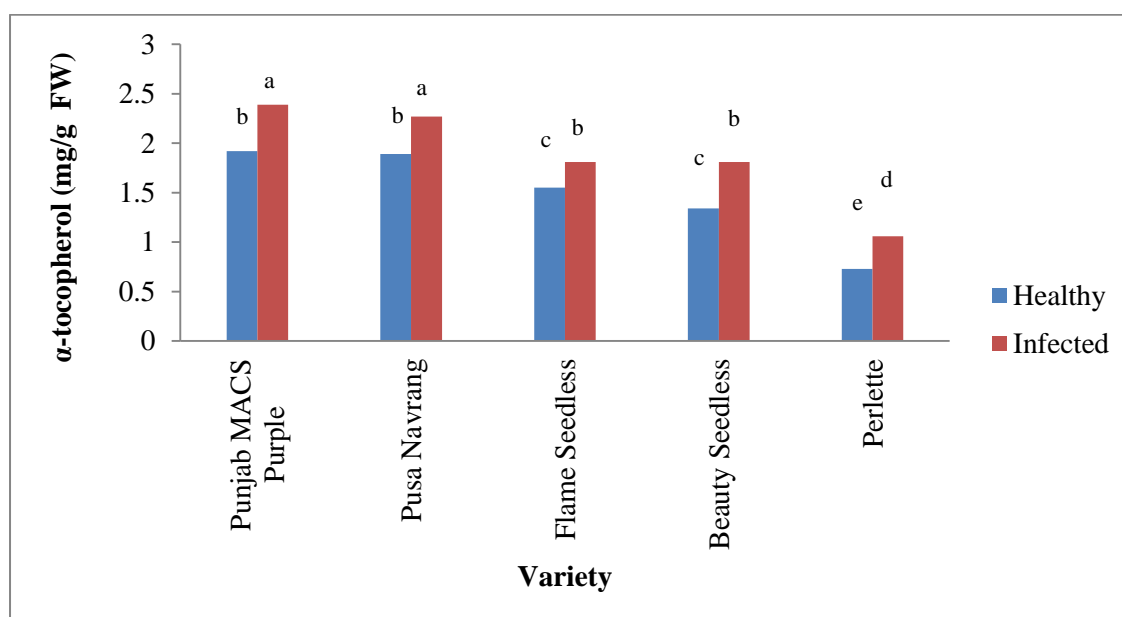 α-tocopherol (mg/g FW)
3
2.5
2
1.5
1
0.5
0
b
a
b
a
c
b
c
b
e
d
Punjab MACS
Purple
Pusa Navrang
Flame Seedless
Beauty Seedless
Perlette
Variety
Healthy
Infected